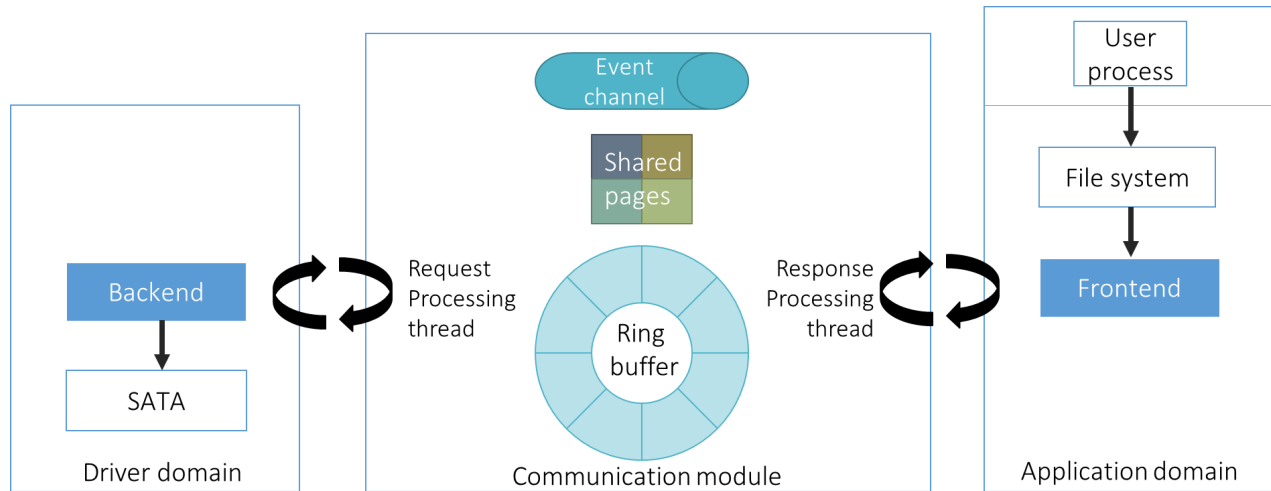 Backend
SATA
Driver domain
Event
channel
Shared
pages
Request
Processing
thread
Ring
buffer
Response
Processing
thread
Communication module
User
process
File system
Frontend
Application domain